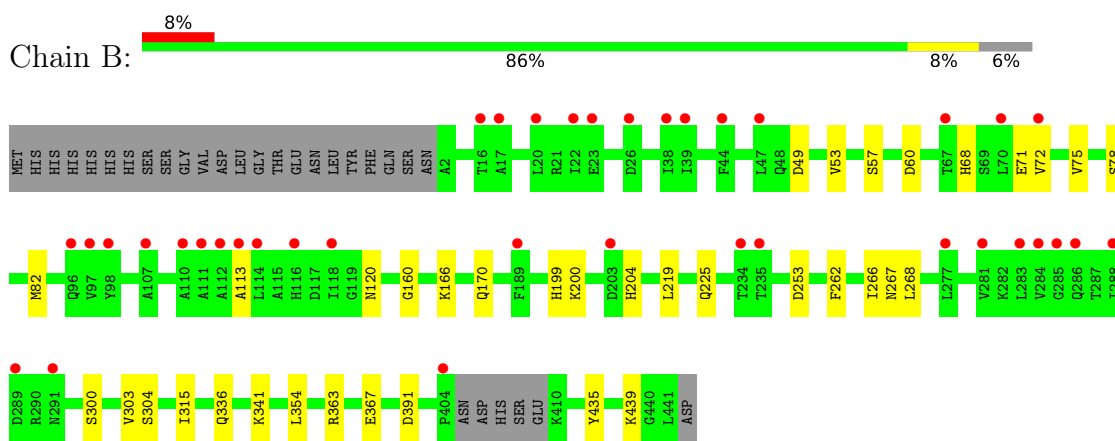 8%
Chain B:
86% 8% 6%
MET HIS HIS HIS HIS HIS HIS SER SER GLY VAL ASP LEU GLY THR GLU ASN LEU TYR PHE GLN SER ASN A2 T16 A17 L20 R21 I22 E23 D26 I38 I39 F44 L47 Q48 D49 V53 S57 D60 T67 H68 S69 L70 E71 V72 V75 S78
M82 Q96 V97 Y98 A107 A110 A111 A112 A113 L114 A115 H116 D117 I118 G119 N120 G160 K166 Q170 F189 H199 K200 D203 H204 L219 Q225 T234 T235 D253 F262 I266 N267 L268 L277 V281 K282 L283 V284 G285 Q286 T287
D289 R290 N291 S300 V303 S304 I315 Q336 K341 L354 R363 E367 D391 P404 ASN ASP HIS SER GLU K410 Y435 K439 G440 L441 ASP